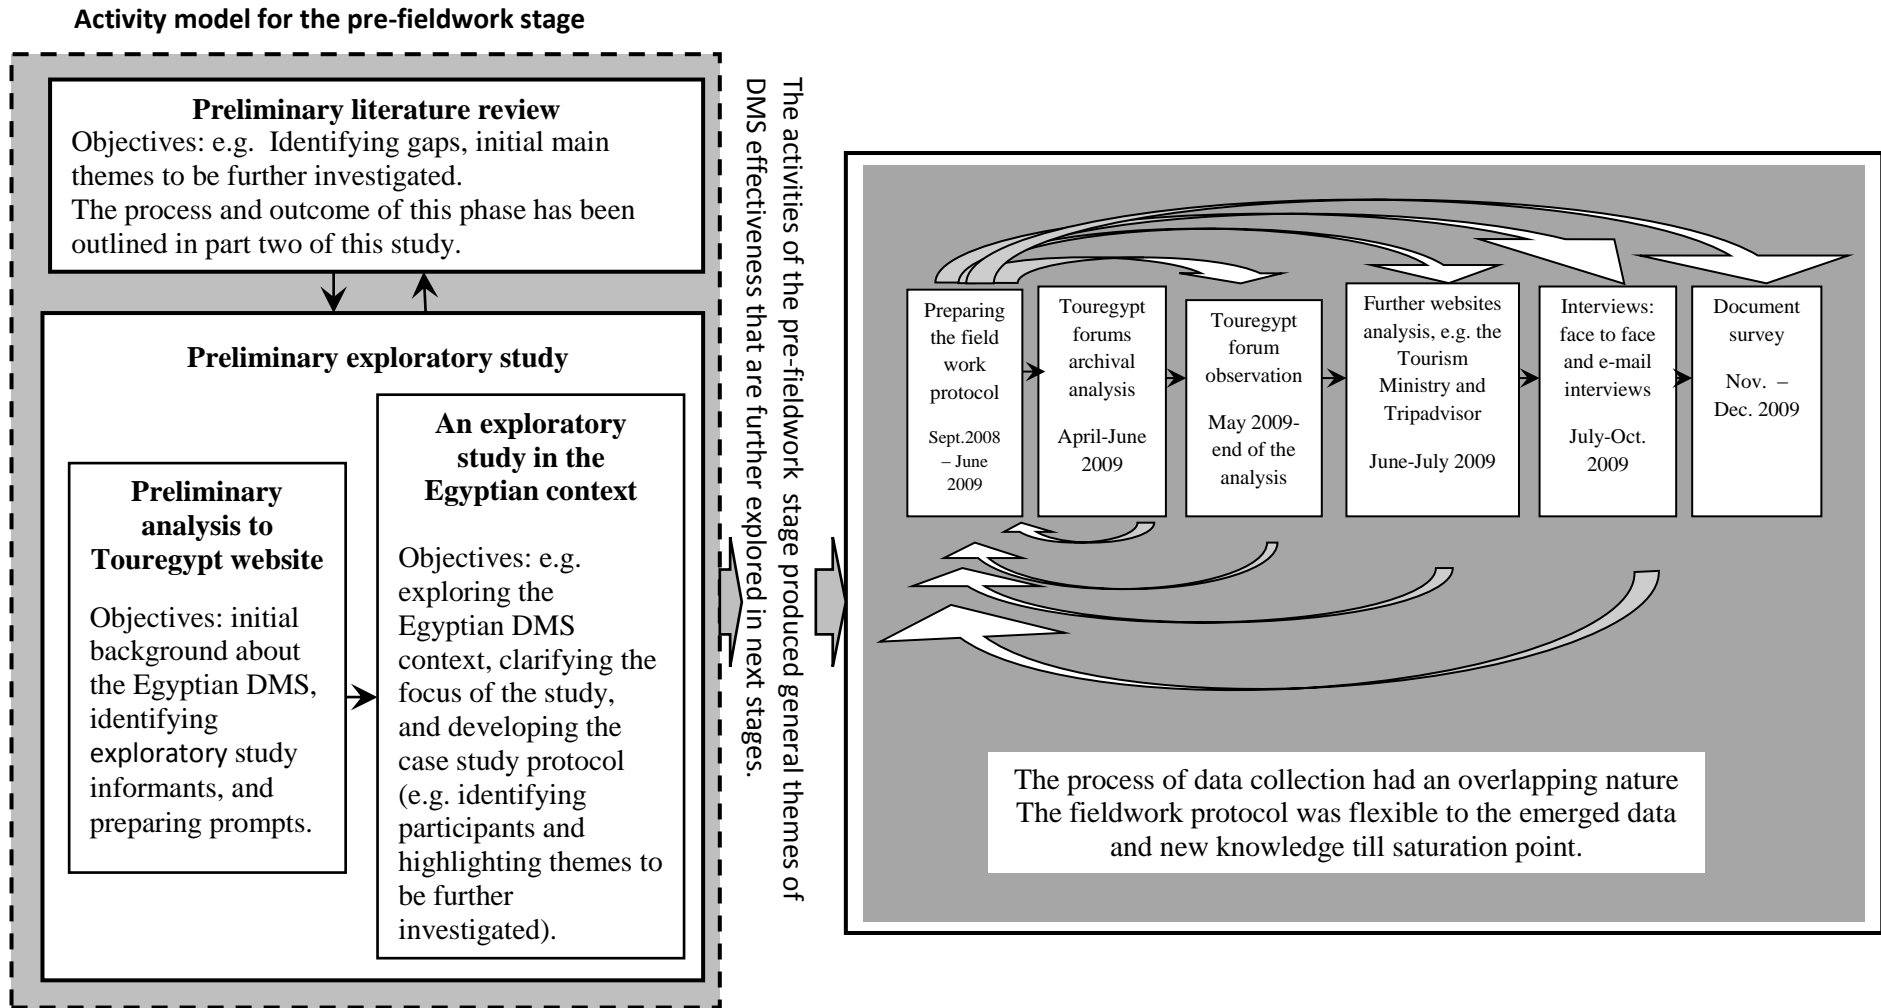 Activity model for the pre-fieldwork stage
Preliminary literature review
Objectives: e.g. Identifying gaps, initial main
themes to be further investigated.
The process and outcome of this phase has been
outlined in part two of this study.
Preliminary exploratory study
Preliminary
analysis to
Touregypt website
Objectives: initial
background about
the Egyptian DMS,
identifying
exploratory study
informants, and
preparing prompts.
An exploratory
study in the
Egyptian context
Objectives: e.g.
exploring the
Egyptian DMS
context, clarifying the
focus of the study,
and developing the
case study protocol
(e.g. identifying
participants and
highlighting themes to
be further
investigated).
The activities of the pre-fieldwork stage produced general themes of
DMS effectiveness that are further explored in next stages.
Preparing
the field
work
protocol
Sept.2008
– June
2009
Touregypt
forums
archival
analysis
April-June
2009
Touregypt
forum
observation
May 2009-
end of the
analysis
Further websites
analysis, e.g. the
Tourism
Ministry and
Tripadvisor
June-July 2009
Interviews:
face to face
and e-mail
interviews
July-Oct.
2009
Document
survey
Nov. –
Dec. 2009
The process of data collection had an overlapping nature
The fieldwork protocol was flexible to the emerged data
and new knowledge till saturation point.